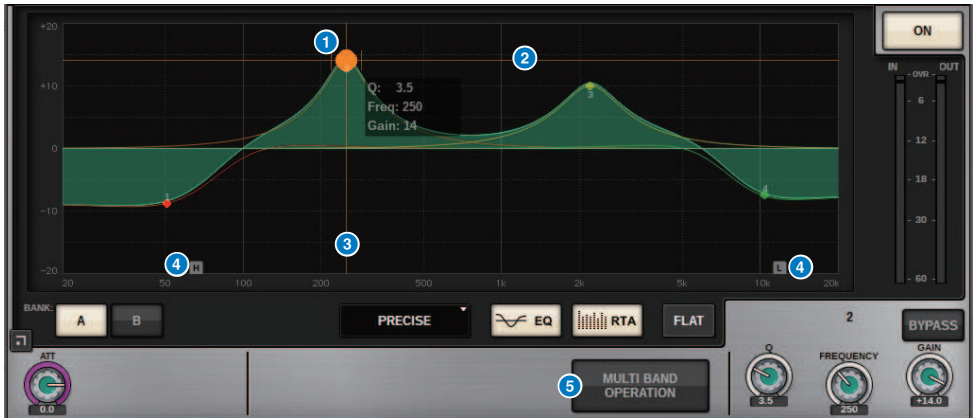 +20
ON
1
2
IN OVR OUT
+10
Q: 3.5
Freq: 250
Gain: 14
3
6
12
0
18
1
4
-10
30
3
4 H
L 4
-20
60
20 50 100 200 500 1k 2k 5k 10k 20k
BANK:
A B
PRECISE
EQ
RTA
FLAT
2
BYPASS
ATT
0.0
5
MULTI BAND
OPERATION
Q
3.5
FREQUENCY
250
GAIN
+14.0